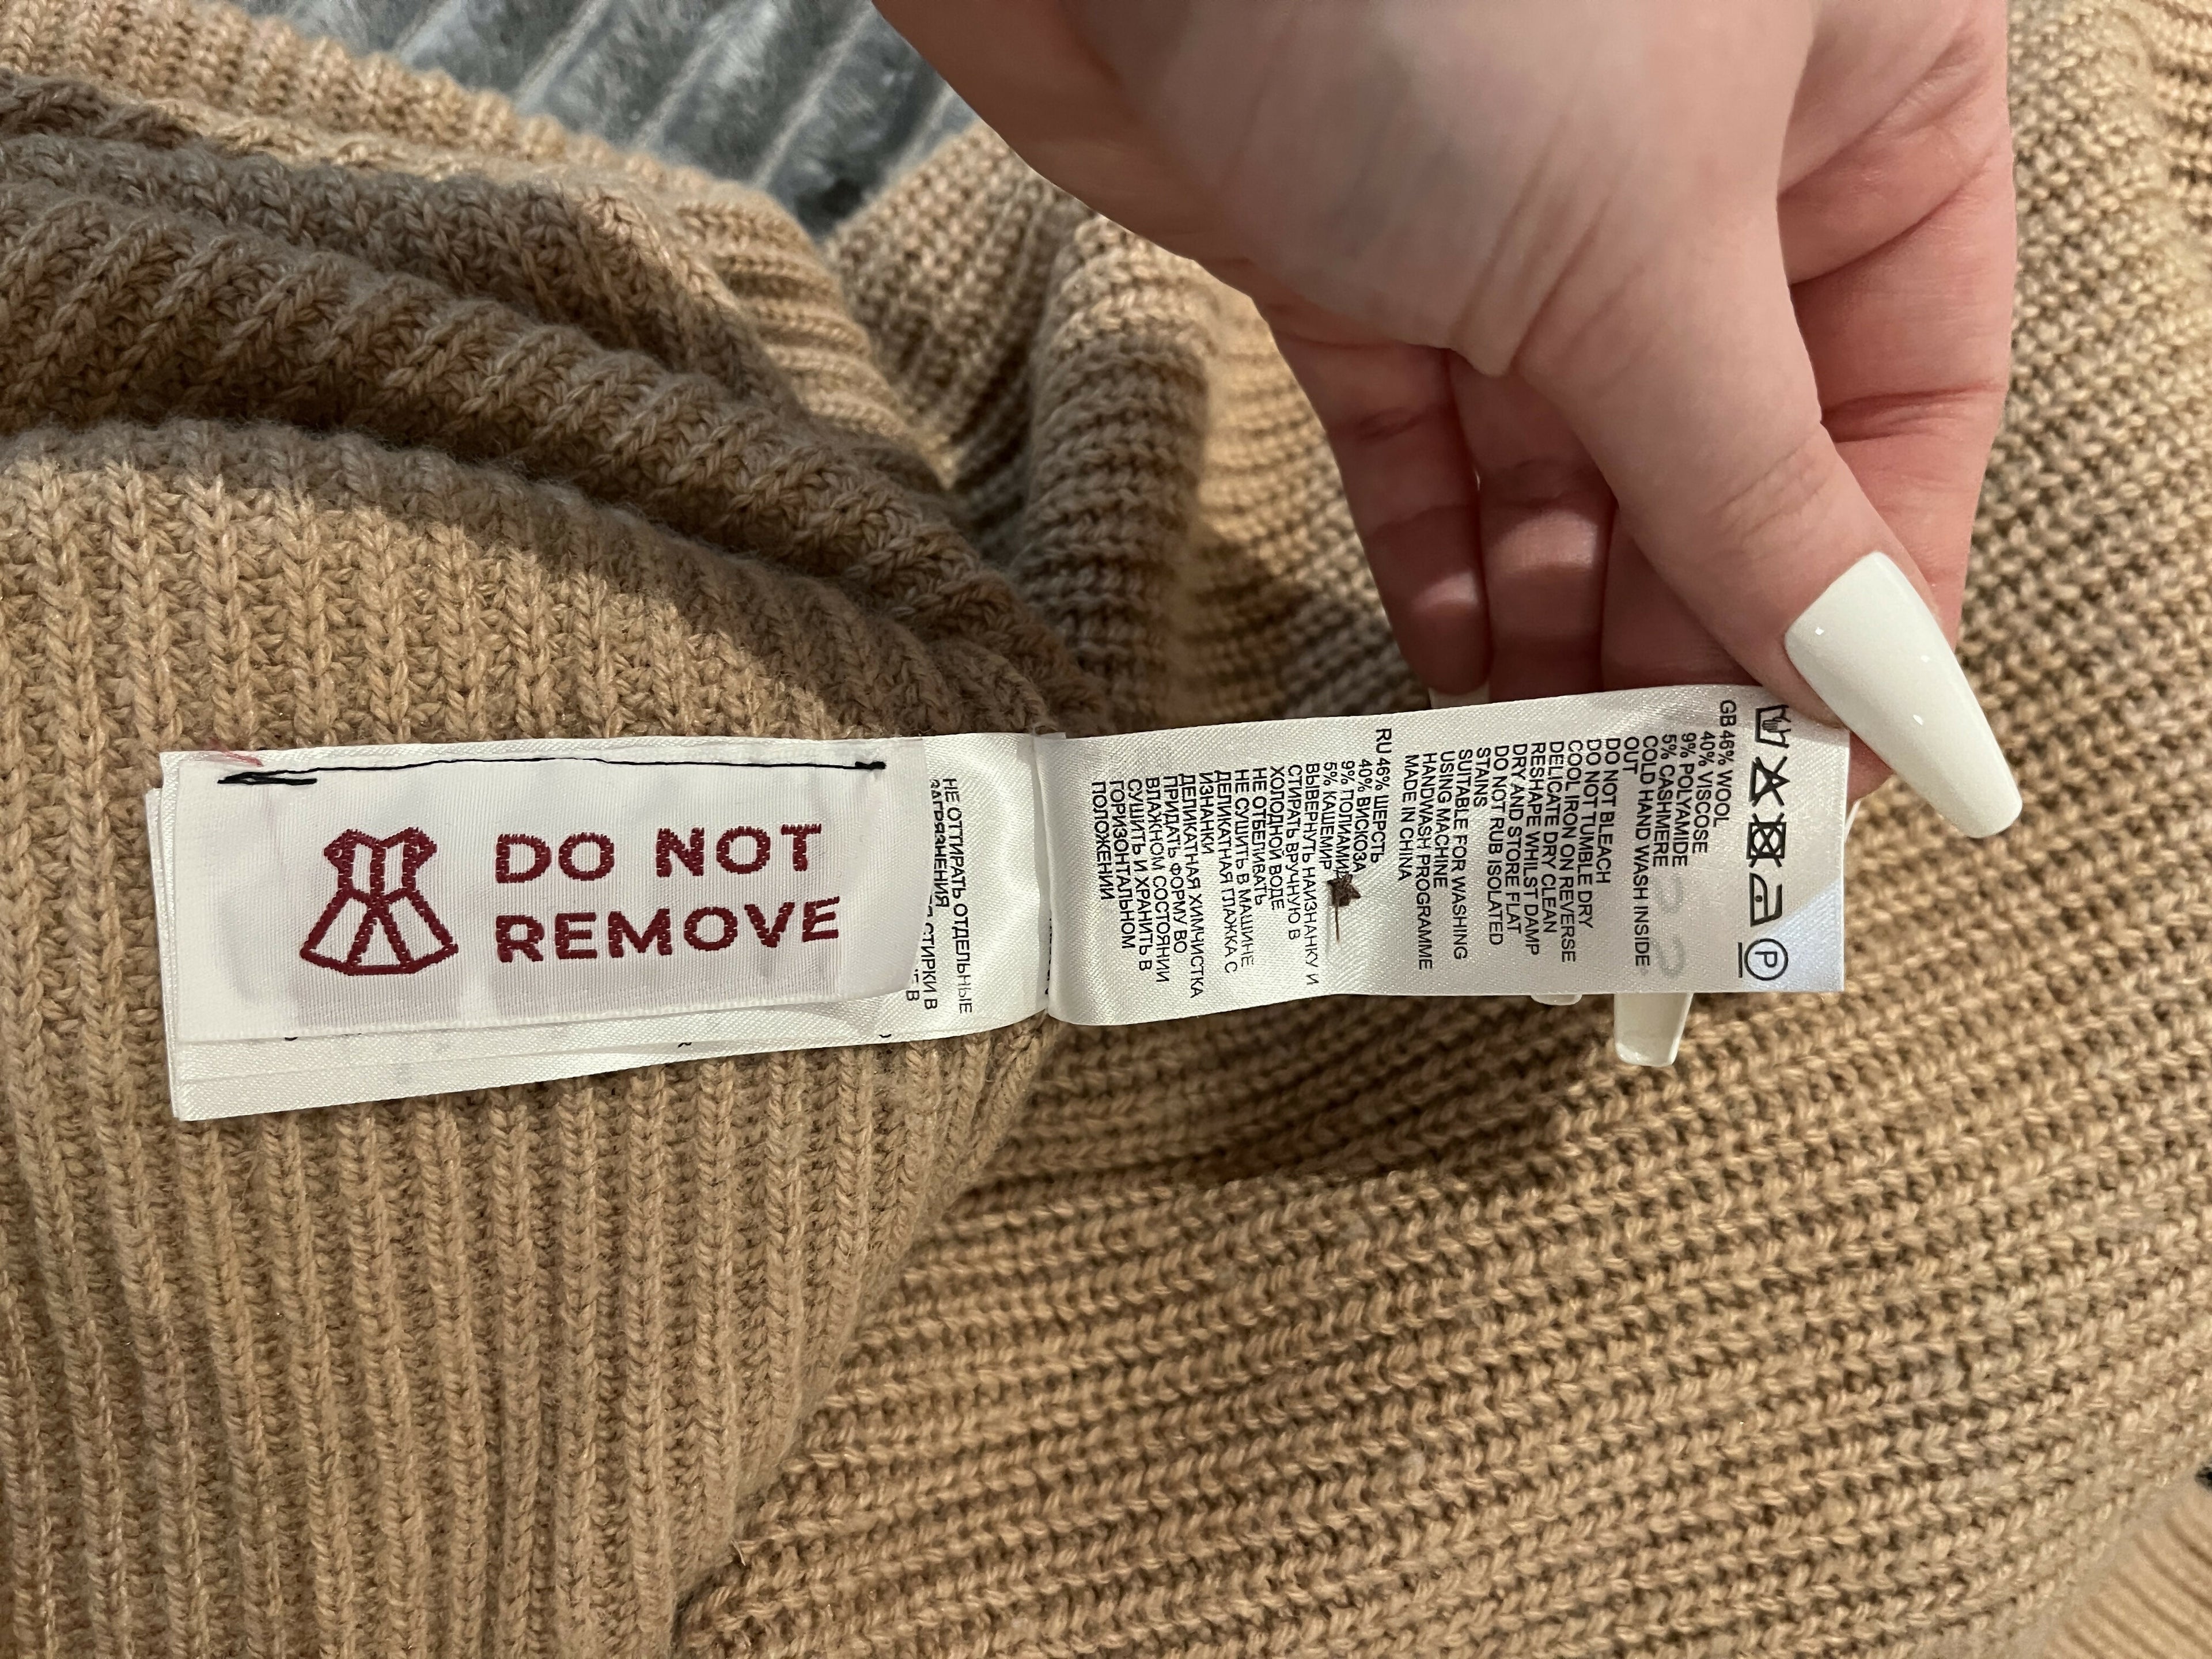 DO NOT
REMOVE
GB 46% WOOL
40% VISCOSE
9% POLYAMIDE
5% CASHMERE
COLD HAND WASH INSIDE
OUT
DO NOT BLEACH
DO NOT TUMBLE DRY
COOL IRON ON REVERSE
DELICATE DRY CLEAN
RESHAPE WHILST DAMP
DRY AND STORE FLAT
DO NOT RUB ISOLATED
STAINS
SUITABLE FOR WASHING
USING MACHINE
HANDWASH PROGRAMME
MADE IN CHINA
RU 46% ШЕРСТЬ
40% ВИСКОЗА
9% ПОЛИАМИД
5% КАШЕМИР
ВЫВЕРНУТЬ НАИЗНАНКУ И
СТИРАТЬ ВРУЧНУЮ В
ХОЛОДНОЙ ВОДЕ
НЕ ОТБЕЛИВАТЬ
НЕ СУШИТЬ В МАШИНЕ
ДЕЛИКАТНАЯ ГЛАЖКА С
ИЗНАНКИ
ДЕЛИКАТНАЯ ХИМЧИСТКА
ПРИДАТЬ ФОРМУ ВО
ВЛАЖНОМ СОСТОЯНИИ
СУШИТЬ И ХРАНИТЬ В
ГОРИЗОНТАЛЬНОМ
ПОЛОЖЕНИИ
НЕ ОТТИРАТЬ ОТДЕЛЬНЫЕ
ЗАГРЯЗНЕНИЯ
СТИРКИ В
В
P